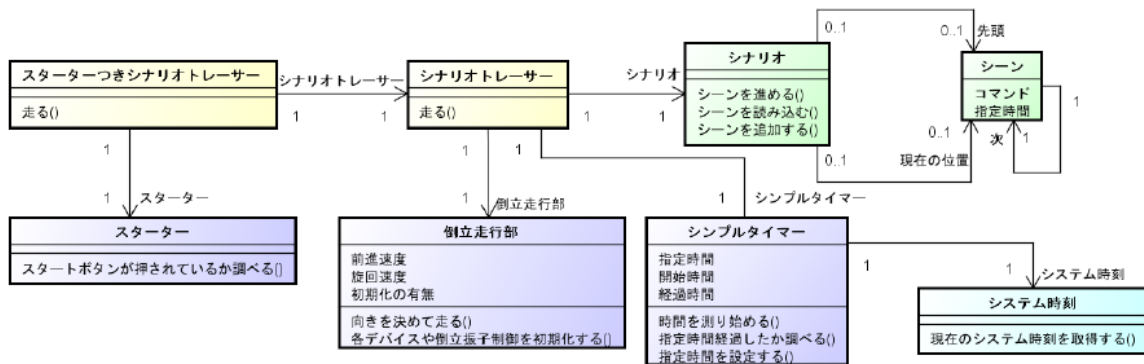 スターターつきシナリオトレーサー
走る()
シナリオトレーサー
1
1
シナリオトレーサー
走る()
シナリオ
1
1
シナリオ
シーンを進める()
シーンを読み込む()
シーンを追加する()
0..1
0..1
先頭
シーン
コマンド
指定時間
1
1
次
0..1
現在の位置
0..1
1
1
スターター
スターター
スタートボタンが押されているか調べる()
1
1
倒立走行部
倒立走行部
前進速度
旋回速度
初期化の有無
向きを決めて走る()
各デバイスや倒立振子制御を初期化する()
1
1
シンプルタイマー
シンプルタイマー
指定時間
開始時間
経過時間
時間を測り始める()
指定時間経過したか調べる()
指定時間を設定する()
1
1
システム時刻
システム時刻
現在のシステム時刻を取得する()